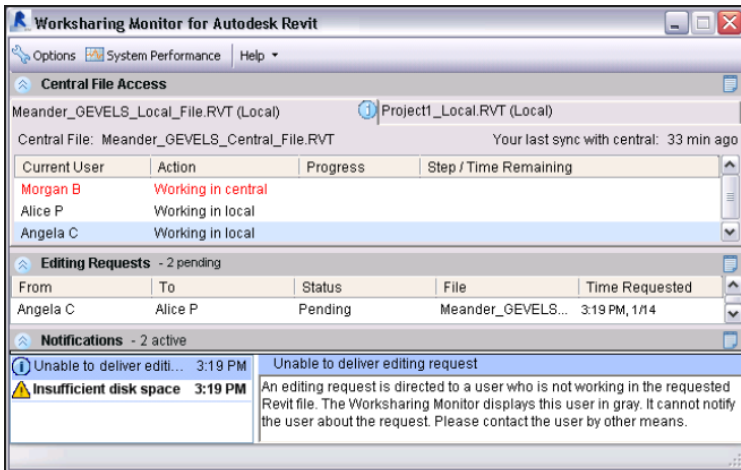 Worksharing Monitor for Autodesk Revit
Options System Performance Help
Central File Access
Meander_GEVELS_Local_File.RVT (Local) Project1_Local.RVT (Local)
Central File: Meander_GEVELS_Central_File.RVT Your last sync with central: 33 min ago
Current User Action Progress Step / Time Remaining
Morgan B Working in central
Alice P Working in local
Angela C Working in local
Editing Requests - 2 pending
From To Status File Time Requested
Angela C Alice P Pending Meander_GEVELS... 3:19 PM, 1/14
Notifications - 2 active
Unable to deliver editi... 3:19 PM Unable to deliver editing request
Insufficient disk space 3:19 PM An editing request is directed to a user who is not working in the requested
Revit file. The Worksharing Monitor displays this user in gray. It cannot notify
the user about the request. Please contact the user by other means.